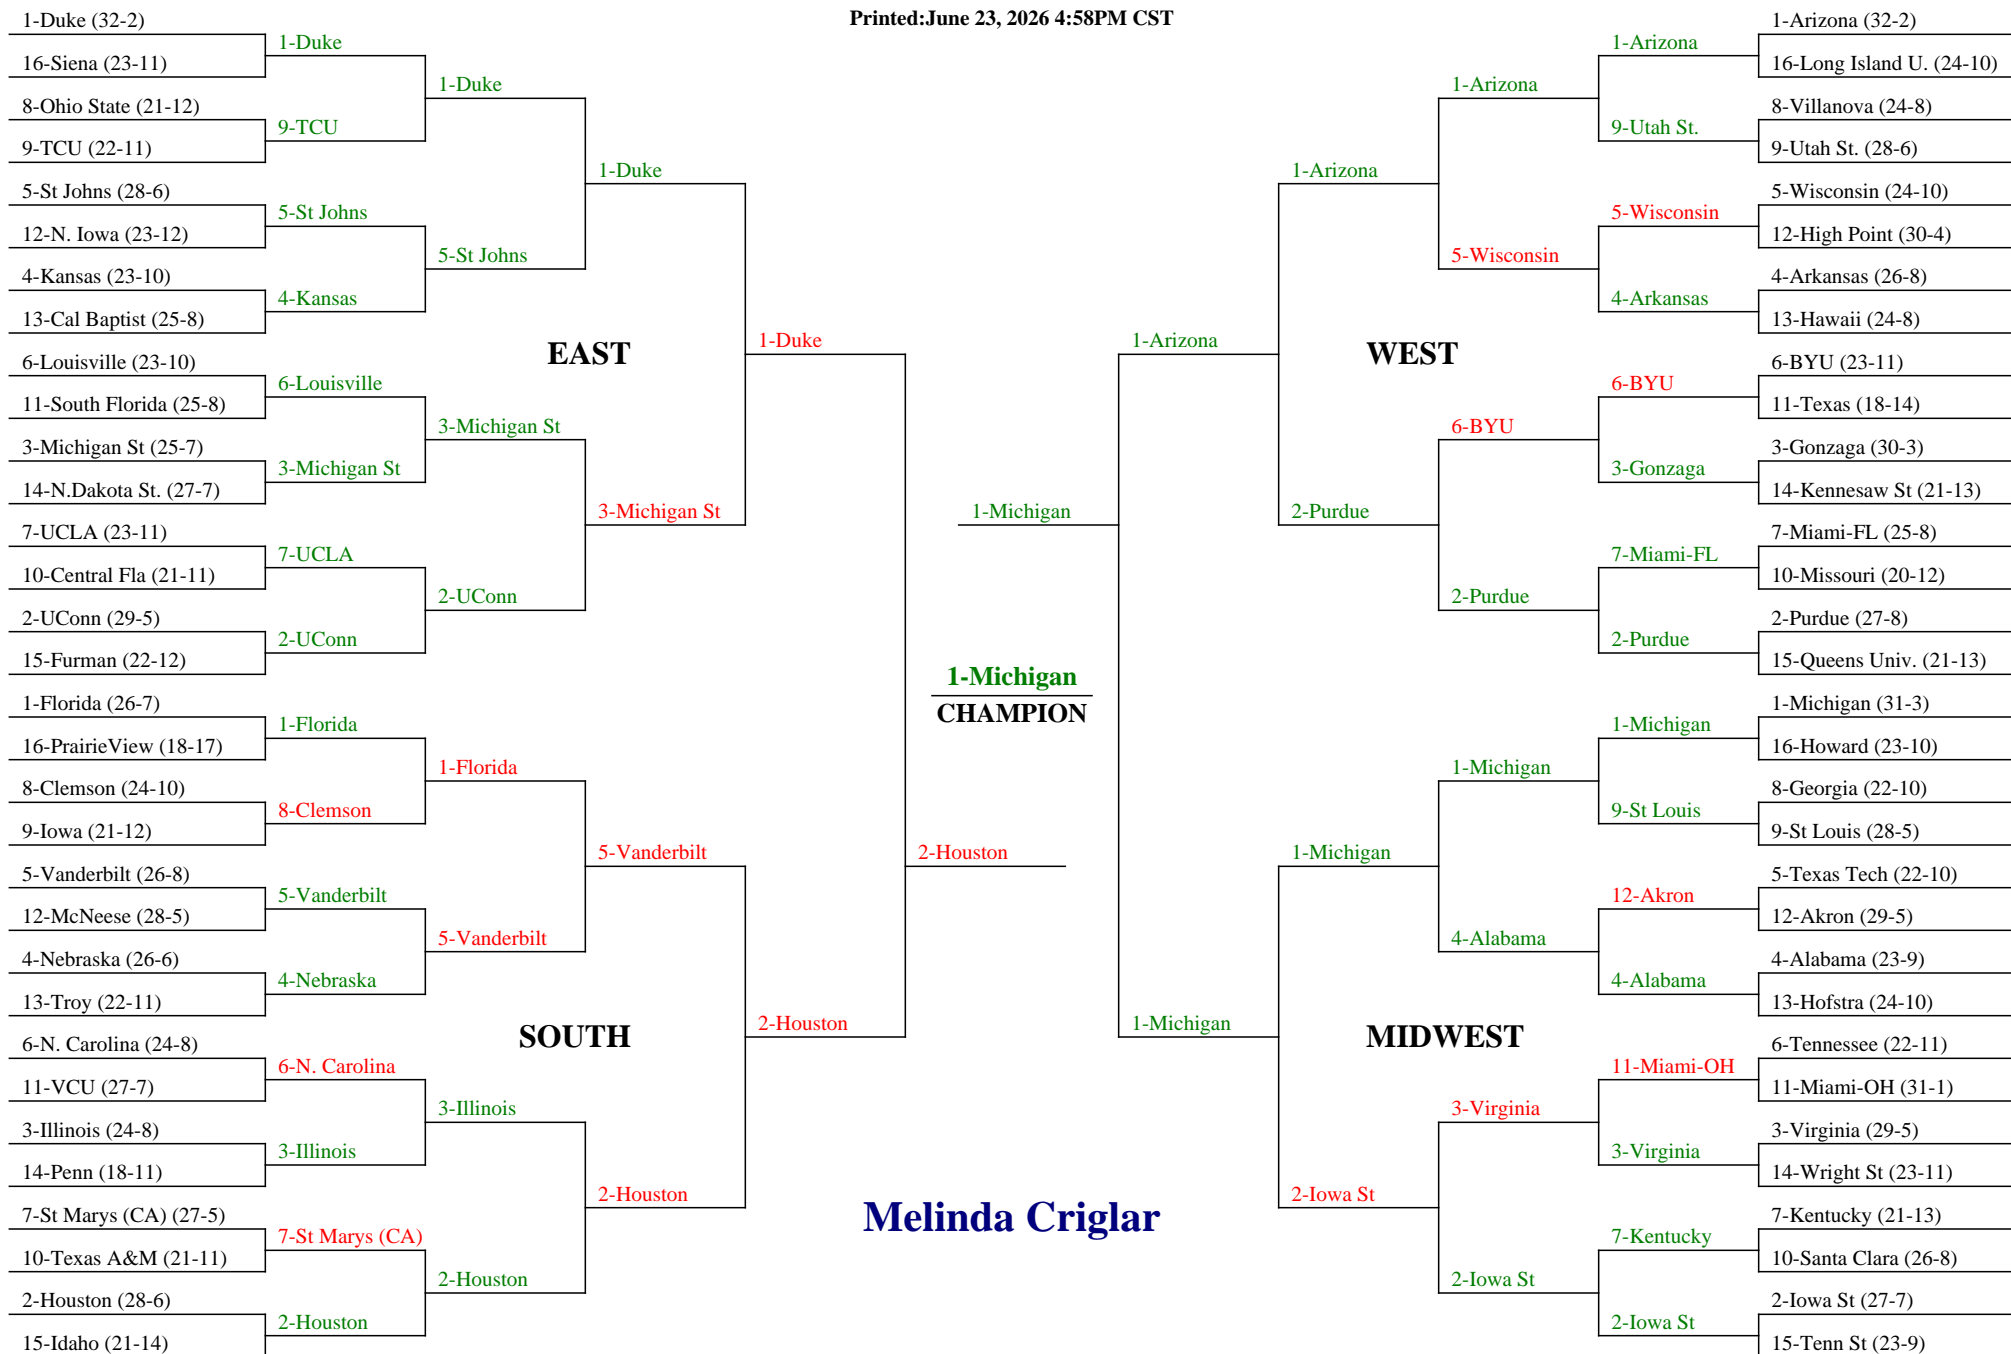 Printed:June 23, 2026 4:58PM CST
1-Duke (32-2)
16-Siena (23-11)
8-Ohio State (21-12)
9-TCU (22-11)
5-St Johns (28-6)
12-N. Iowa (23-12)
4-Kansas (23-10)
13-Cal Baptist (25-8)
6-Louisville (23-10)
11-South Florida (25-8)
3-Michigan St (25-7)
14-N.Dakota St. (27-7)
7-UCLA (23-11)
10-Central Fla (21-11)
2-UConn (29-5)
15-Furman (22-12)
1-Florida (26-7)
16-PrairieView (18-17)
8-Clemson (24-10)
9-Iowa (21-12)
5-Vanderbilt (26-8)
12-McNeese (28-5)
4-Nebraska (26-6)
13-Troy (22-11)
6-N. Carolina (24-8)
11-VCU (27-7)
3-Illinois (24-8)
14-Penn (18-11)
7-St Marys (CA) (27-5)
10-Texas A&M (21-11)
2-Houston (28-6)
15-Idaho (21-14)
1-Duke
9-TCU
5-St Johns
4-Kansas
6-Louisville
3-Michigan St
7-UCLA
2-UConn
1-Florida
8-Clemson
5-Vanderbilt
4-Nebraska
6-N. Carolina
3-Illinois
7-St Marys (CA)
2-Houston
1-Duke
5-St Johns
3-Michigan St
2-UConn
1-Florida
5-Vanderbilt
3-Illinois
2-Houston
1-Duke
EAST
3-Michigan St
5-Vanderbilt
SOUTH
2-Houston
1-Duke
2-Houston
2-Houston
1-Michigan
1-Michigan
CHAMPION
Melinda Criglar
1-Arizona
1-Michigan
1-Arizona
WEST
2-Purdue
1-Michigan
MIDWEST
2-Iowa St
1-Arizona
5-Wisconsin
6-BYU
2-Purdue
1-Michigan
4-Alabama
3-Virginia
2-Iowa St
1-Arizona
9-Utah St.
5-Wisconsin
4-Arkansas
6-BYU
3-Gonzaga
7-Miami-FL
2-Purdue
1-Michigan
9-St Louis
12-Akron
4-Alabama
11-Miami-OH
3-Virginia
7-Kentucky
2-Iowa St
1-Arizona (32-2)
16-Long Island U. (24-10)
8-Villanova (24-8)
9-Utah St. (28-6)
5-Wisconsin (24-10)
12-High Point (30-4)
4-Arkansas (26-8)
13-Hawaii (24-8)
6-BYU (23-11)
11-Texas (18-14)
3-Gonzaga (30-3)
14-Kennesaw St (21-13)
7-Miami-FL (25-8)
10-Missouri (20-12)
2-Purdue (27-8)
15-Queens Univ. (21-13)
1-Michigan (31-3)
16-Howard (23-10)
8-Georgia (22-10)
9-St Louis (28-5)
5-Texas Tech (22-10)
12-Akron (29-5)
4-Alabama (23-9)
13-Hofstra (24-10)
6-Tennessee (22-11)
11-Miami-OH (31-1)
3-Virginia (29-5)
14-Wright St (23-11)
7-Kentucky (21-13)
10-Santa Clara (26-8)
2-Iowa St (27-7)
15-Tenn St (23-9)